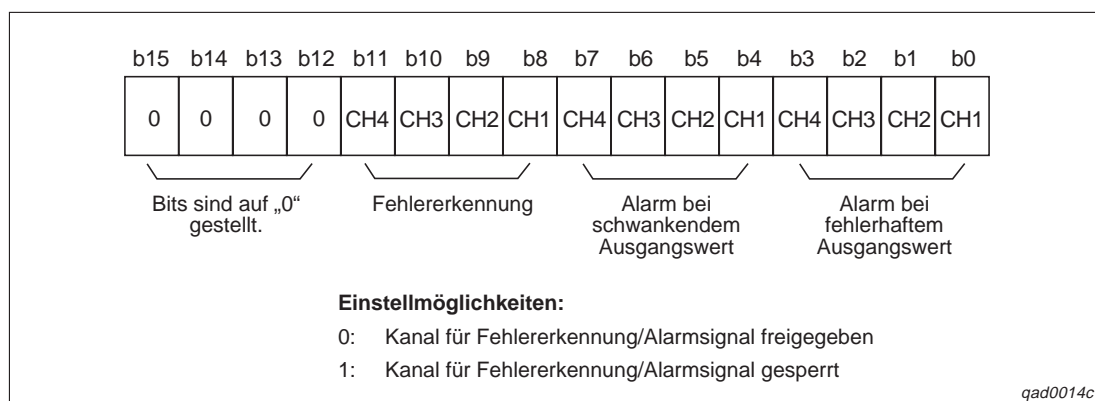 b15 b14 b13 b12 b11 b10 b9 b8 b7 b6 b5 b4 b3 b2 b1 b0
0 0 0 0 CH4 CH3 CH2 CH1 CH4 CH3 CH2 CH1 CH4 CH3 CH2 CH1
Bits sind auf „0“
gestellt.
Fehlererkennung
Alarm bei
schwankendem
Ausgangswert
Alarm bei
fehlerhaftem
Ausgangswert
Einstellmöglichkeiten:
0: Kanal für Fehlererkennung/Alarmsignal freigegeben
1: Kanal für Fehlererkennung/Alarmsignal gesperrt
qad0014c